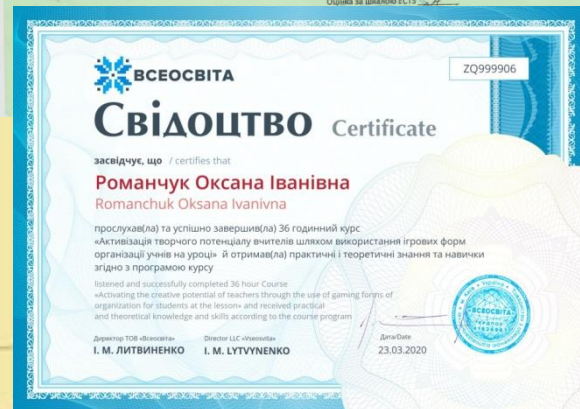 Оцінка за шкалою ECTS
ВСЕОСВІТА
ZQ999906
Свідоцтво Certificate
засвідчує, що / certifies that
Романчук Оксана Іванівна
Romanchuk Oksana Ivanivna
прослухав(ла) та успішно завершив(ла) 36 годинний курс
«Активізація творчого потенціалу вчителів шляхом використання ігрових форм
організації учнів на уроці» й отримав(ла) практичні і теоретичні знання та навички
згідно з програмою курсу
listened and successfully completed 36 hour Course
«Activating the creative potential of teachers through the use of gaming forms of
organization for students at the lesson» and received practical
and theoretical knowledge and skills according to the course program
Директор ТОВ «Всеосвіта» Director LLC «Vseosvita» Дата/Date
І. М. ЛИТВИНЕНКО I. M. LYTVYNENKO 23.03.2020
ВСЕОСВІТА